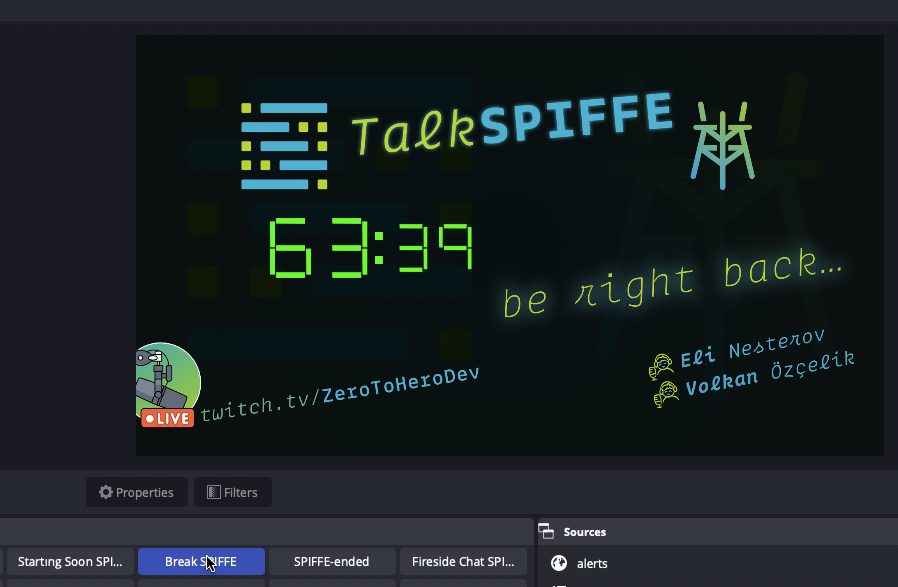 TalkSPIFFE
63:39
be right back...
Eli Nesterov
Volkan Özçelik
twitch.tv/ZeroToHeroDev
LIVE
Properties
Filters
Starting Soon SPI...
Break SPIFFE
SPIFFE-ended
Fireside Chat SPI...
Sources
alerts